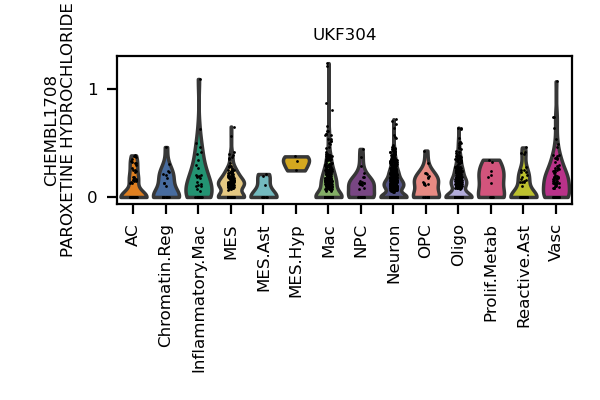 UKF304
CHEMBL1708
PAROXETINE HYDROCHLORIDE
1
0
AC
Chromatin.Reg
Inflammatory.Mac
MES
MES.Ast
MES.Hyp
Mac
NPC
Neuron
OPC
Oligo
Prolif.Metab
Reactive.Ast
Vasc